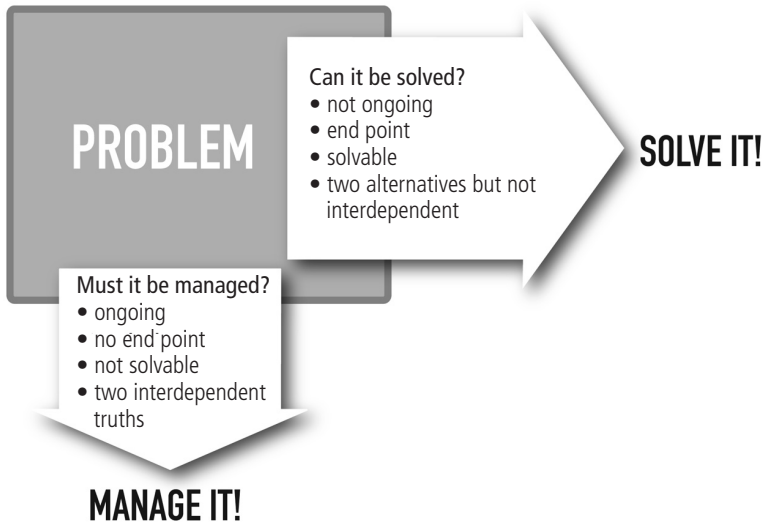 PROBLEM
Can it be solved?
• not ongoing
• end point
• solvable
• two alternatives but not
interdependent
SOLVE IT!
Must it be managed?
• ongoing
• no end point
• not solvable
• two interdependent
truths
MANAGE IT!